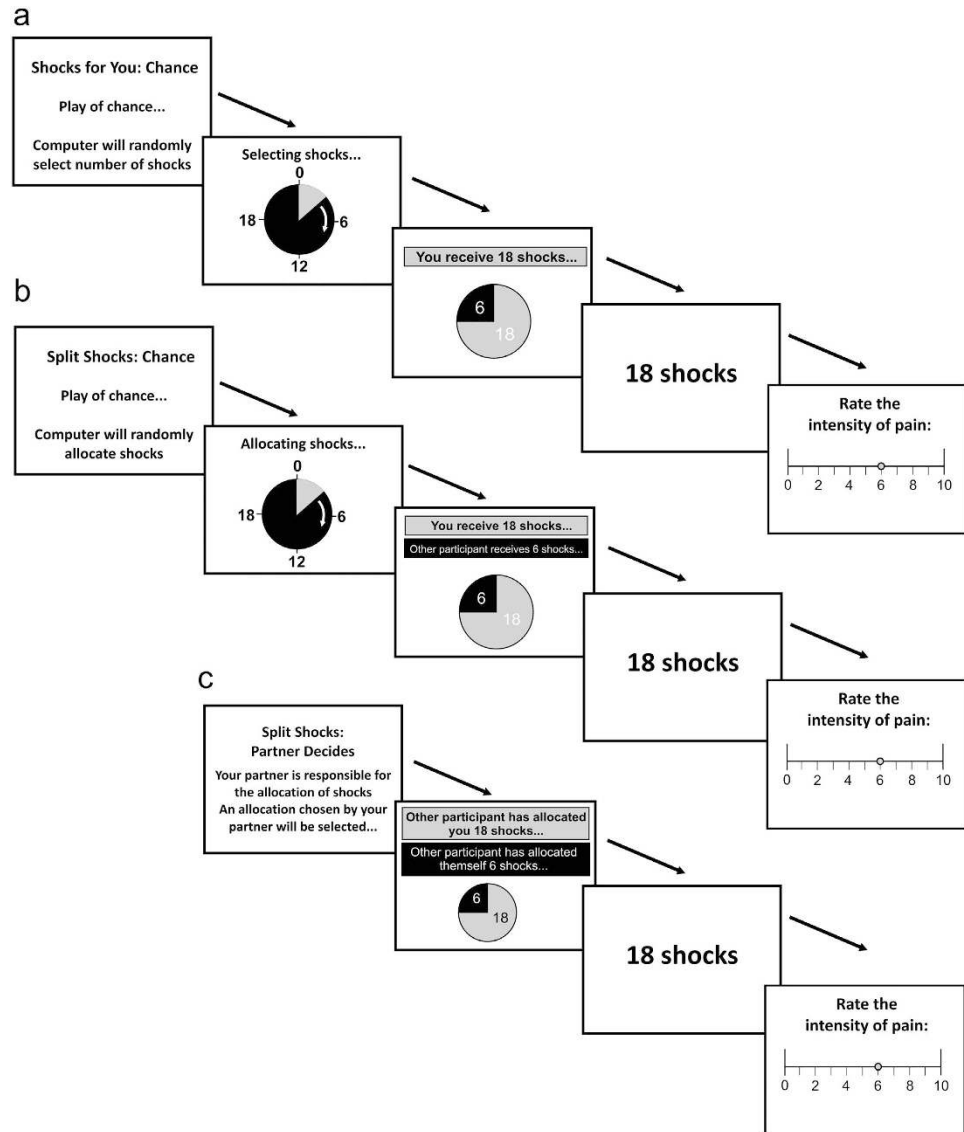 a
Shocks for You: Chance
Play of chance...
Computer will randomly
select number of shocks
Selecting shocks...
0
18
6
12
You receive 18 shocks...
6
18
18 shocks
Rate the
intensity of pain:
0 2 4 6 8 10
b
Split Shocks: Chance
Play of chance...
Computer will randomly
allocate shocks
Allocating shocks...
0
18
6
12
You receive 18 shocks...
Other participant receives 6 shocks...
6
18
18 shocks
Rate the
intensity of pain:
0 2 4 6 8 10
c
Split Shocks:
Partner Decides
Your partner is responsible for
the allocation of shocks
An allocation chosen by your
partner will be selected...
Other participant has allocated
you 18 shocks...
Other participant has allocated
themself 6 shocks...
6
18
18 shocks
Rate the
intensity of pain:
0 2 4 6 8 10